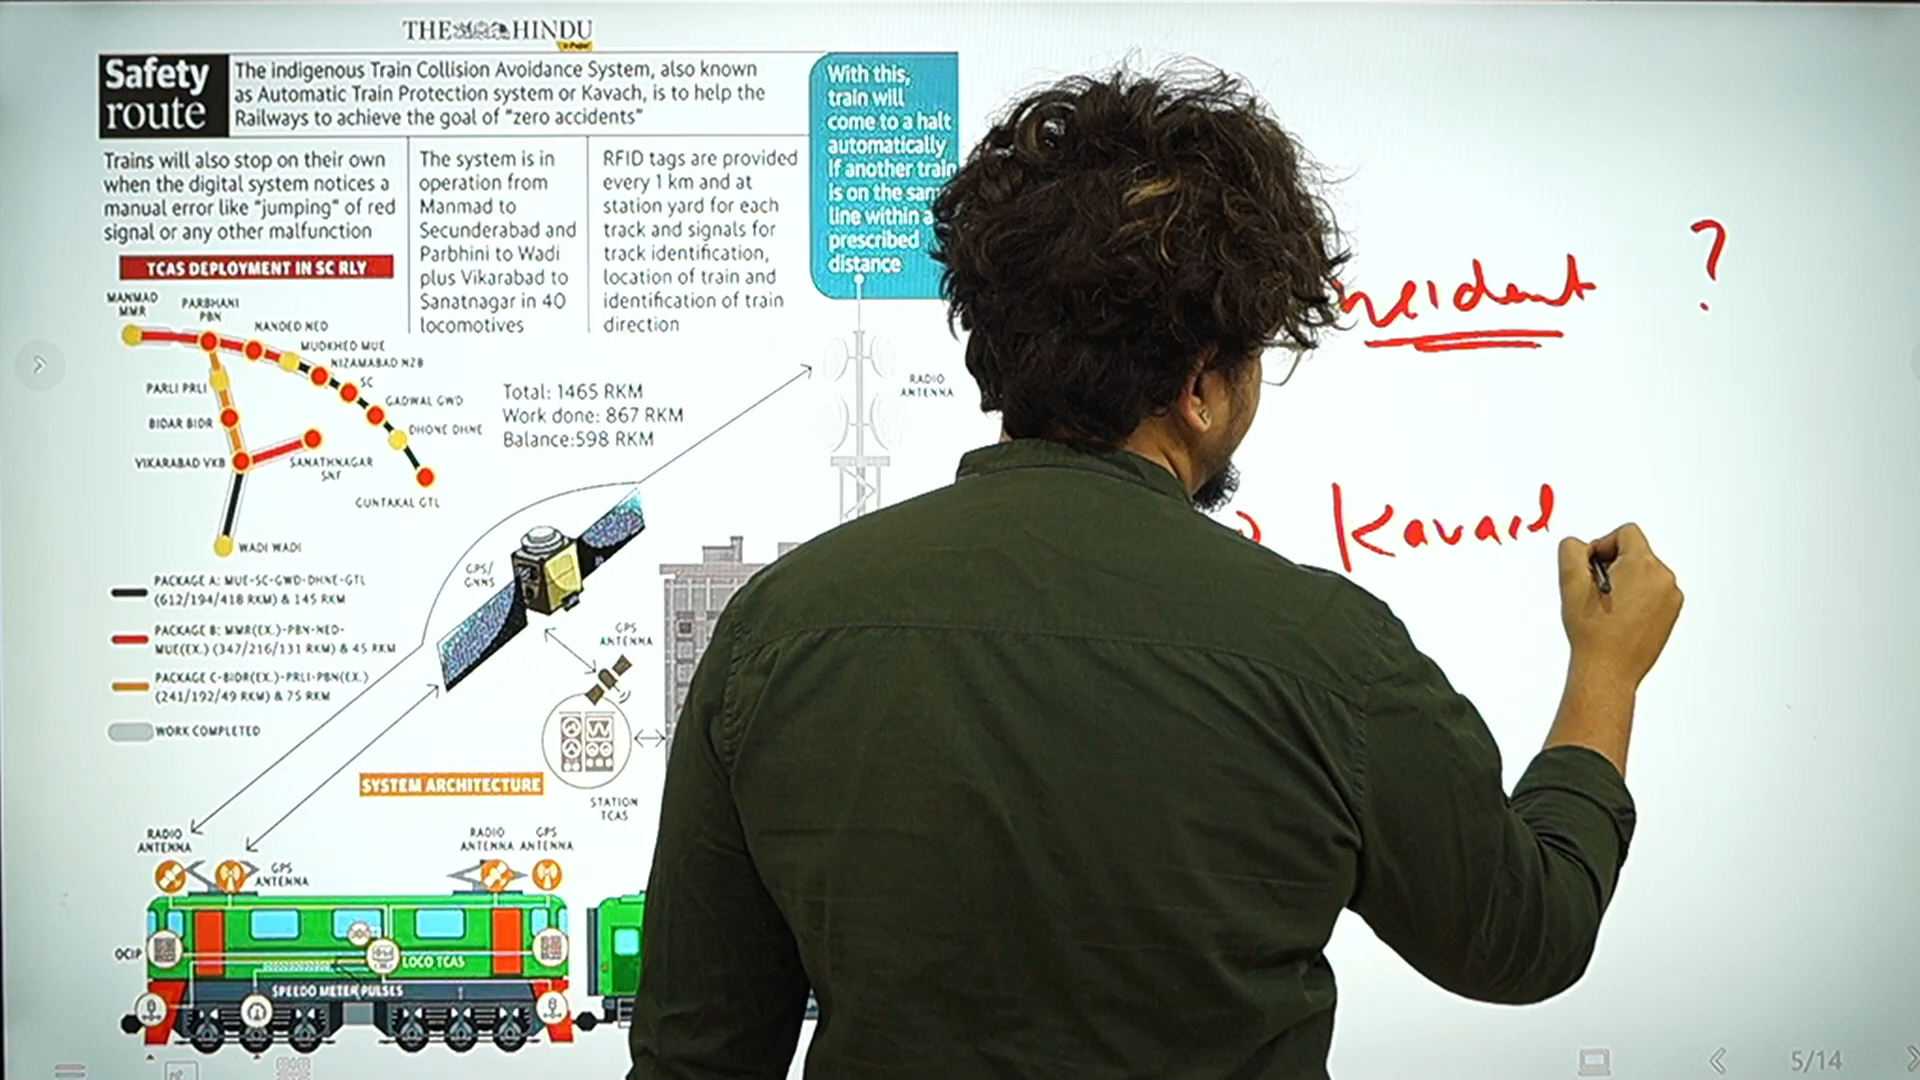 THE HINDU
e-Paper
Safety
route
The indigenous Train Collision Avoidance System, also known
as Automatic Train Protection system or Kavach, is to help the
Railways to achieve the goal of "zero accidents"
With this,
train will
come to a halt
automatically
if another train
is on the same
line within a
prescribed
distance
Trains will also stop on their own
when the digital system notices a
manual error like "jumping" of red
signal or any other malfunction
The system is in
operation from
Manmad to
Secunderabad and
Parbhini to Wadi
plus Vikarabad to
Sanatnagar in 40
locomotives
RFID tags are provided
every 1 km and at
station yard for each
track and signals for
track identification,
location of train and
identification of train
direction
TCAS DEPLOYMENT IN SC RLY
MANMAD
MMR
PARBHANI
PBN
NANDED NED
MUDKHED MUE
NIZAMABAD NZB
SC
GADWAL GWD
DHONE DHNE
GUNTAKAL GTL
PARLI PRLI
BIDAR BIDR
VIKARABAD VKB
SANATHNAGAR
SNF
WADI WADI
Total: 1465 RKM
Work done: 867 RKM
Balance:598 RKM
PACKAGE A: MUE-SC-GWD-DHNE-GTL
(612/194/418 RKM) & 145 RKM
PACKAGE B: MMR(EX.)-PBN-NED-
MUE(EX.) (347/216/131 RKM) & 45 RKM
PACKAGE C-BIDR(EX.)-PRLI-PBN(EX.)
(241/192/49 RKM) & 75 RKM
WORK COMPLETED
RADIO
ANTENNA
GPS/
GNNS
GPS
ANTENNA
STATION
TCAS
SYSTEM ARCHITECTURE
RADIO
ANTENNA
GPS
ANTENNA
RADIO
ANTENNA
GPS
ANTENNA
OCIP
LOCO TCAS
SPEEDO METER PULSES
?
Kavac
5/14